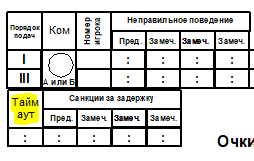 Порядок подач
Ком
Номер игрока
Неправильное поведение
Пред. Замеч. Замеч. Замеч.
I : : : :
III А или Б : : : :
Тайм аут
Санкции за задержку
Пред. Замеч. Замеч. Замеч.
: : : : :
Очки